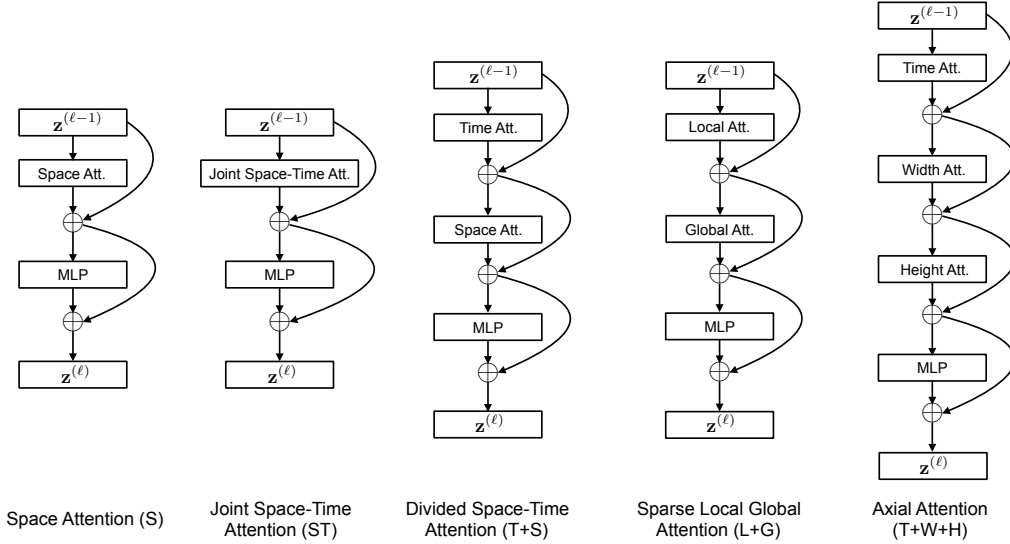 z^(ℓ−1)
Space Att.
MLP
z^(ℓ)
Space Attention (S)
z^(ℓ−1)
Joint Space-Time Att.
MLP
z^(ℓ)
Joint Space-Time
Attention (ST)
z^(ℓ−1)
Time Att.
Space Att.
MLP
z^(ℓ)
Divided Space-Time
Attention (T+S)
z^(ℓ−1)
Local Att.
Global Att.
MLP
z^(ℓ)
Sparse Local Global
Attention (L+G)
z^(ℓ−1)
Time Att.
Width Att.
Height Att.
MLP
z^(ℓ)
Axial Attention
(T+W+H)